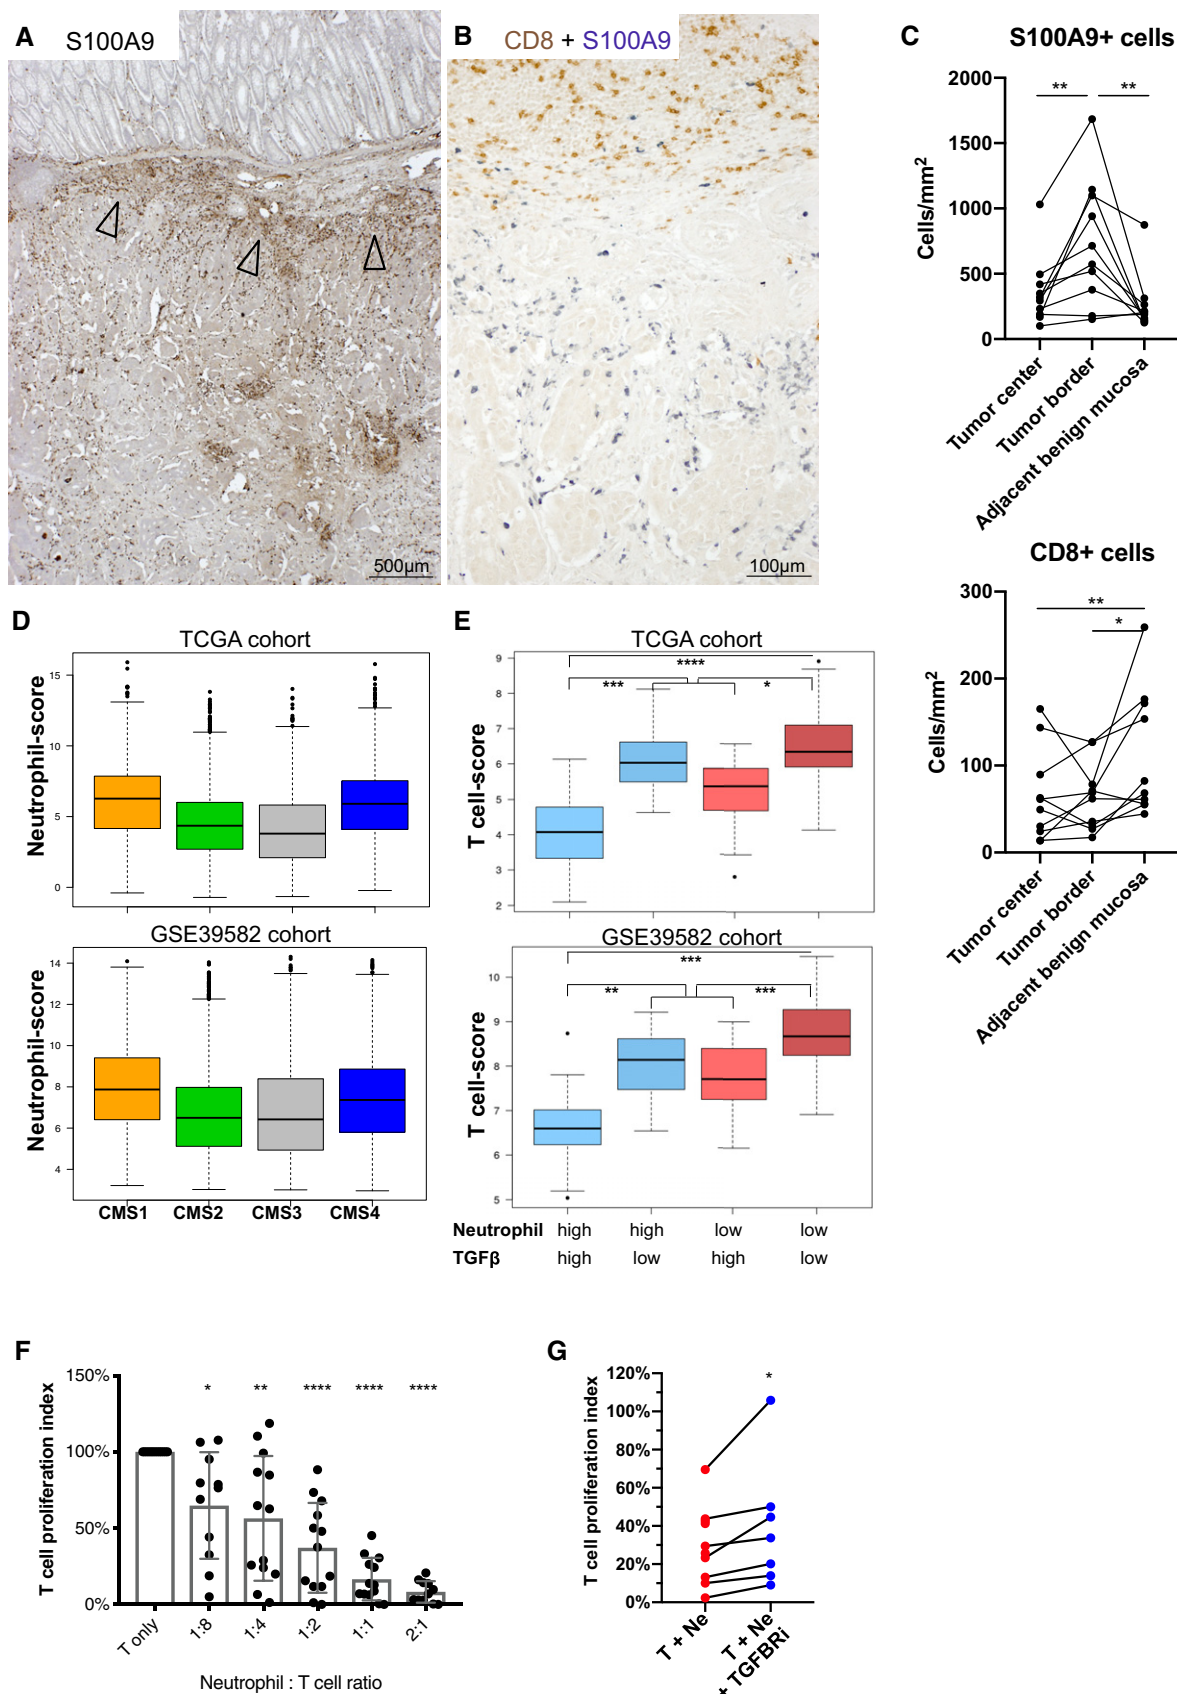 A
S100A9
500µm
B
CD8 + S100A9
100µm
C
S100A9+ cells
Cells/mm²
2000
1500
1000
500
0
** **
Tumor center
Tumor border
Adjacent benign mucosa
CD8+ cells
Cells/mm²
300
200
100
0
**
*
Tumor center
Tumor border
Adjacent benign mucosa
D
TCGA cohort
Neutrophil-score
15
10
5
0
GSE39582 cohort
Neutrophil-score
14
12
10
8
6
4
CMS1 CMS2 CMS3 CMS4
E
TCGA cohort
T cell-score
9
8
7
6
5
4
3
2
****
*** *
GSE39582 cohort
T cell-score
10
9
8
7
6
5
***
** ***
Neutrophil high high low low
TGFβ high low high low
F
T cell proliferation index
150%
100%
50%
0%
* ** **** **** ****
T only 1:8 1:4 1:2 1:1 2:1
Neutrophil : T cell ratio
G
T cell proliferation index
120%
100%
80%
60%
40%
20%
0%
*
T + Ne
T + Ne
+ TGFBRi